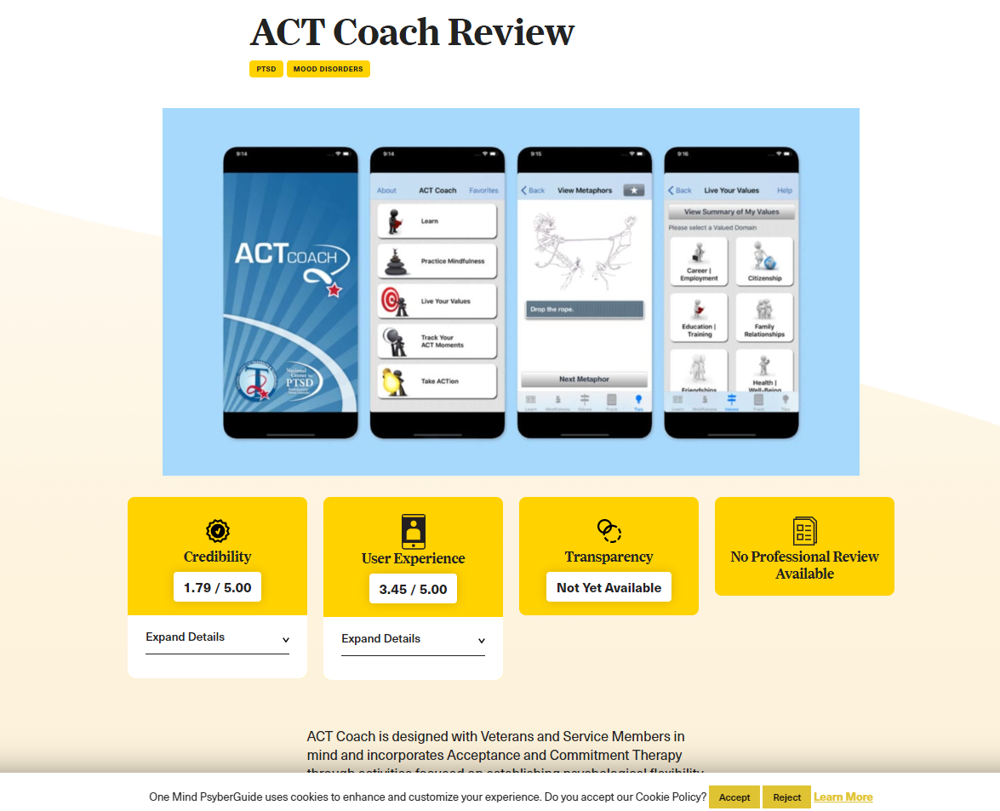 ACT Coach Review
PTSD
MOOD DISORDERS
9:14
ACT COACH
National
Center for
PTSD
9:14
About
ACT Coach
Favorites
Learn
Practice Mindfulness
Live Your Values
Track Your
ACT Moments
Take ACTion
9:15
Back
View Metaphors
Drop the rope.
Next Metaphor
Learn
Mindfulness
Values
Track
Tips
9:16
Back
Live Your Values
Help
View Summary of My Values
Please select a Valued Domain
Career |
Employment
Citizenship
Education |
Training
Family
Relationships
Friendships
Health |
Well-Being
Learn
Mindfulness
Values
Track
Tips
Credibility
1.79 / 5.00
Expand Details
User Experience
3.45 / 5.00
Expand Details
Transparency
Not Yet Available
No Professional Review
Available
ACT Coach is designed with Veterans and Service Members in
mind and incorporates Acceptance and Commitment Therapy
through activities focused on establishing psychological flexibility
One Mind PsyberGuide uses cookies to enhance and customize your experience. Do you accept our Cookie Policy? Accept Reject Learn More